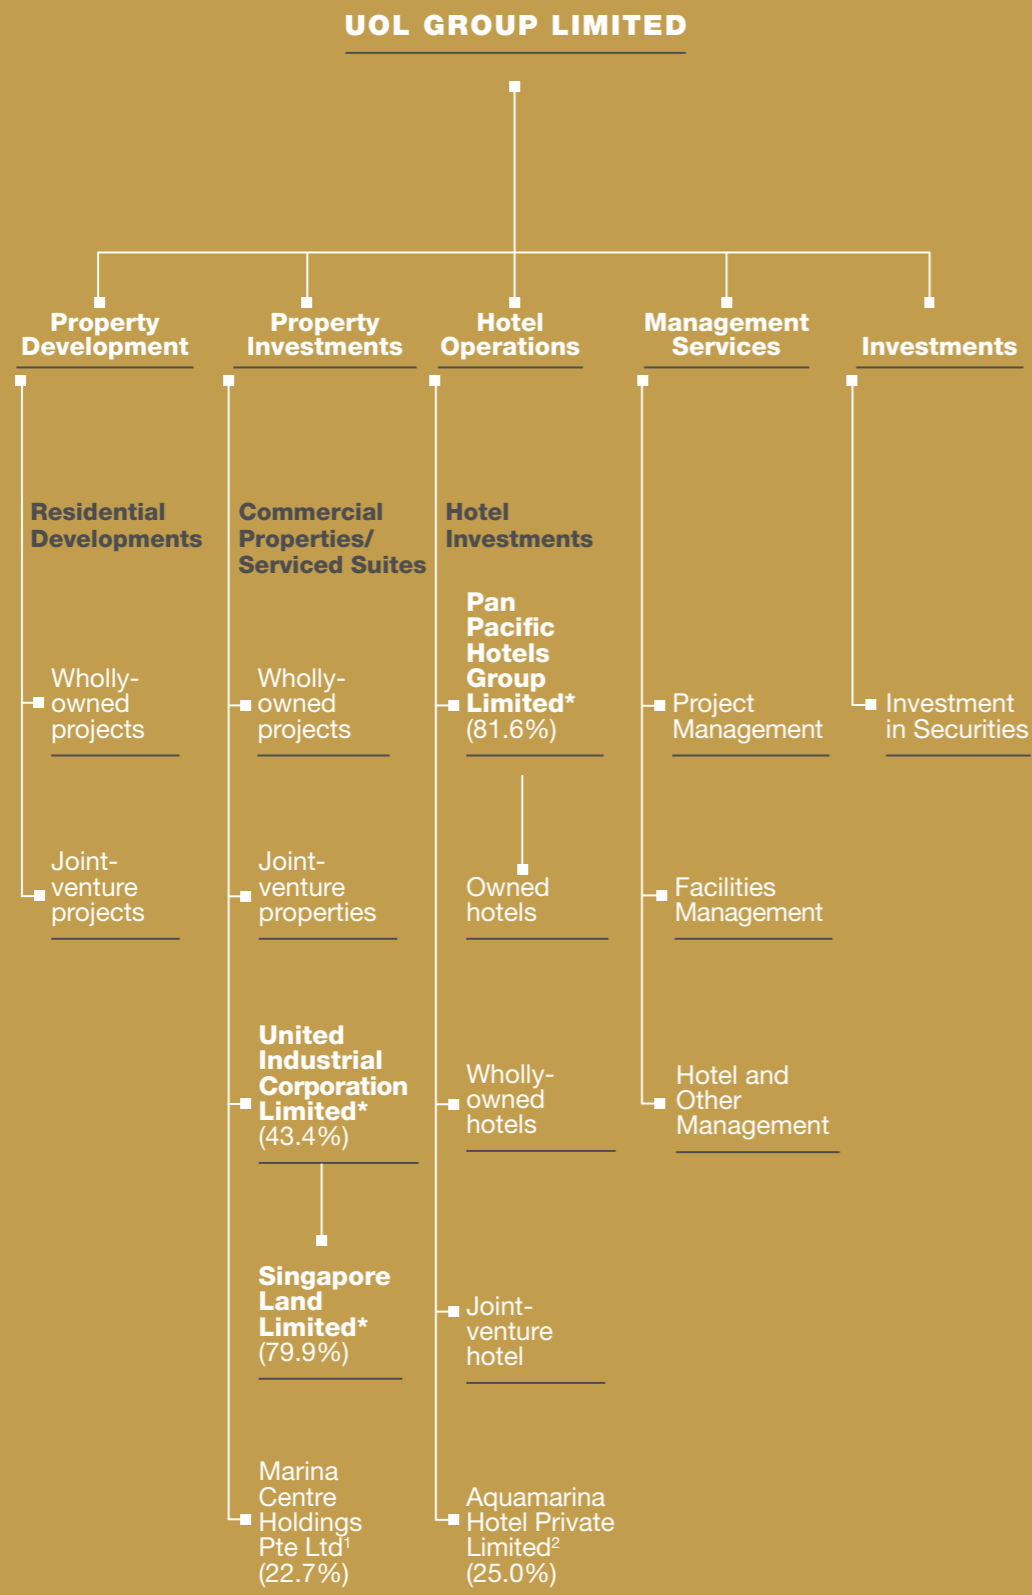 UOL GROUP LIMITED
Property
Development
Property
Investments
Hotel
Operations
Management
Services
Investments
Residential
Developments
Wholly-
owned
projects
Joint-
venture
projects
Commercial
Properties/
Serviced Suites
Wholly-
owned
projects
Joint-
venture
properties
United
Industrial
Corporation
Limited*
(43.4%)
Singapore
Land
Limited*
(79.9%)
Marina
Centre
Holdings
Pte Ltd¹
(22.7%)
Hotel
Investments
Pan
Pacific
Hotels
Group
Limited*
(81.6%)
Owned
hotels
Wholly-
owned
hotels
Joint-
venture
hotel
Aquamarina
Hotel Private
Limited²
(25.0%)
Project
Management
Facilities
Management
Hotel and
Other
Management
Investment
in Securities